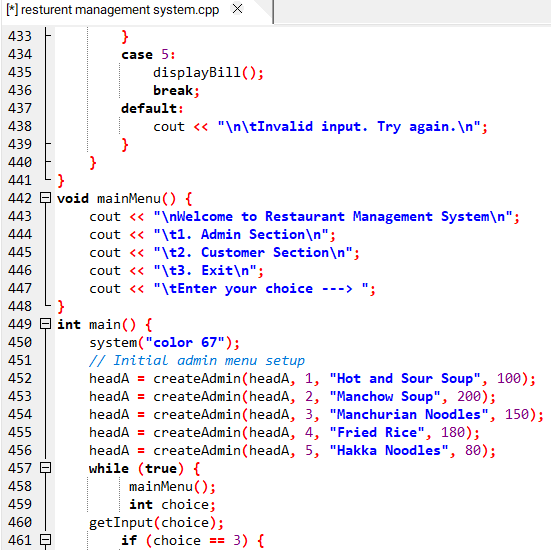 [*] resturent management system.cpp ×
433 }
434 case 5:
435 displayBill();
436 break;
437 default:
438 cout << "\n\tInvalid input. Try again.\n";
439 }
440 }
441 }
442 void mainMenu() {
443 cout << "\nWelcome to Restaurant Management System\n";
444 cout << "\t1. Admin Section\n";
445 cout << "\t2. Customer Section\n";
446 cout << "\t3. Exit\n";
447 cout << "\tEnter your choice ---> ";
448 }
449 int main() {
450 system("color 67");
451 // Initial admin menu setup
452 headA = createAdmin(headA, 1, "Hot and Sour Soup", 100);
453 headA = createAdmin(headA, 2, "Manchow Soup", 200);
454 headA = createAdmin(headA, 3, "Manchurian Noodles", 150);
455 headA = createAdmin(headA, 4, "Fried Rice", 180);
456 headA = createAdmin(headA, 5, "Hakka Noodles", 80);
457 while (true) {
458 mainMenu();
459 int choice;
460 getInput(choice);
461 if (choice == 3) {